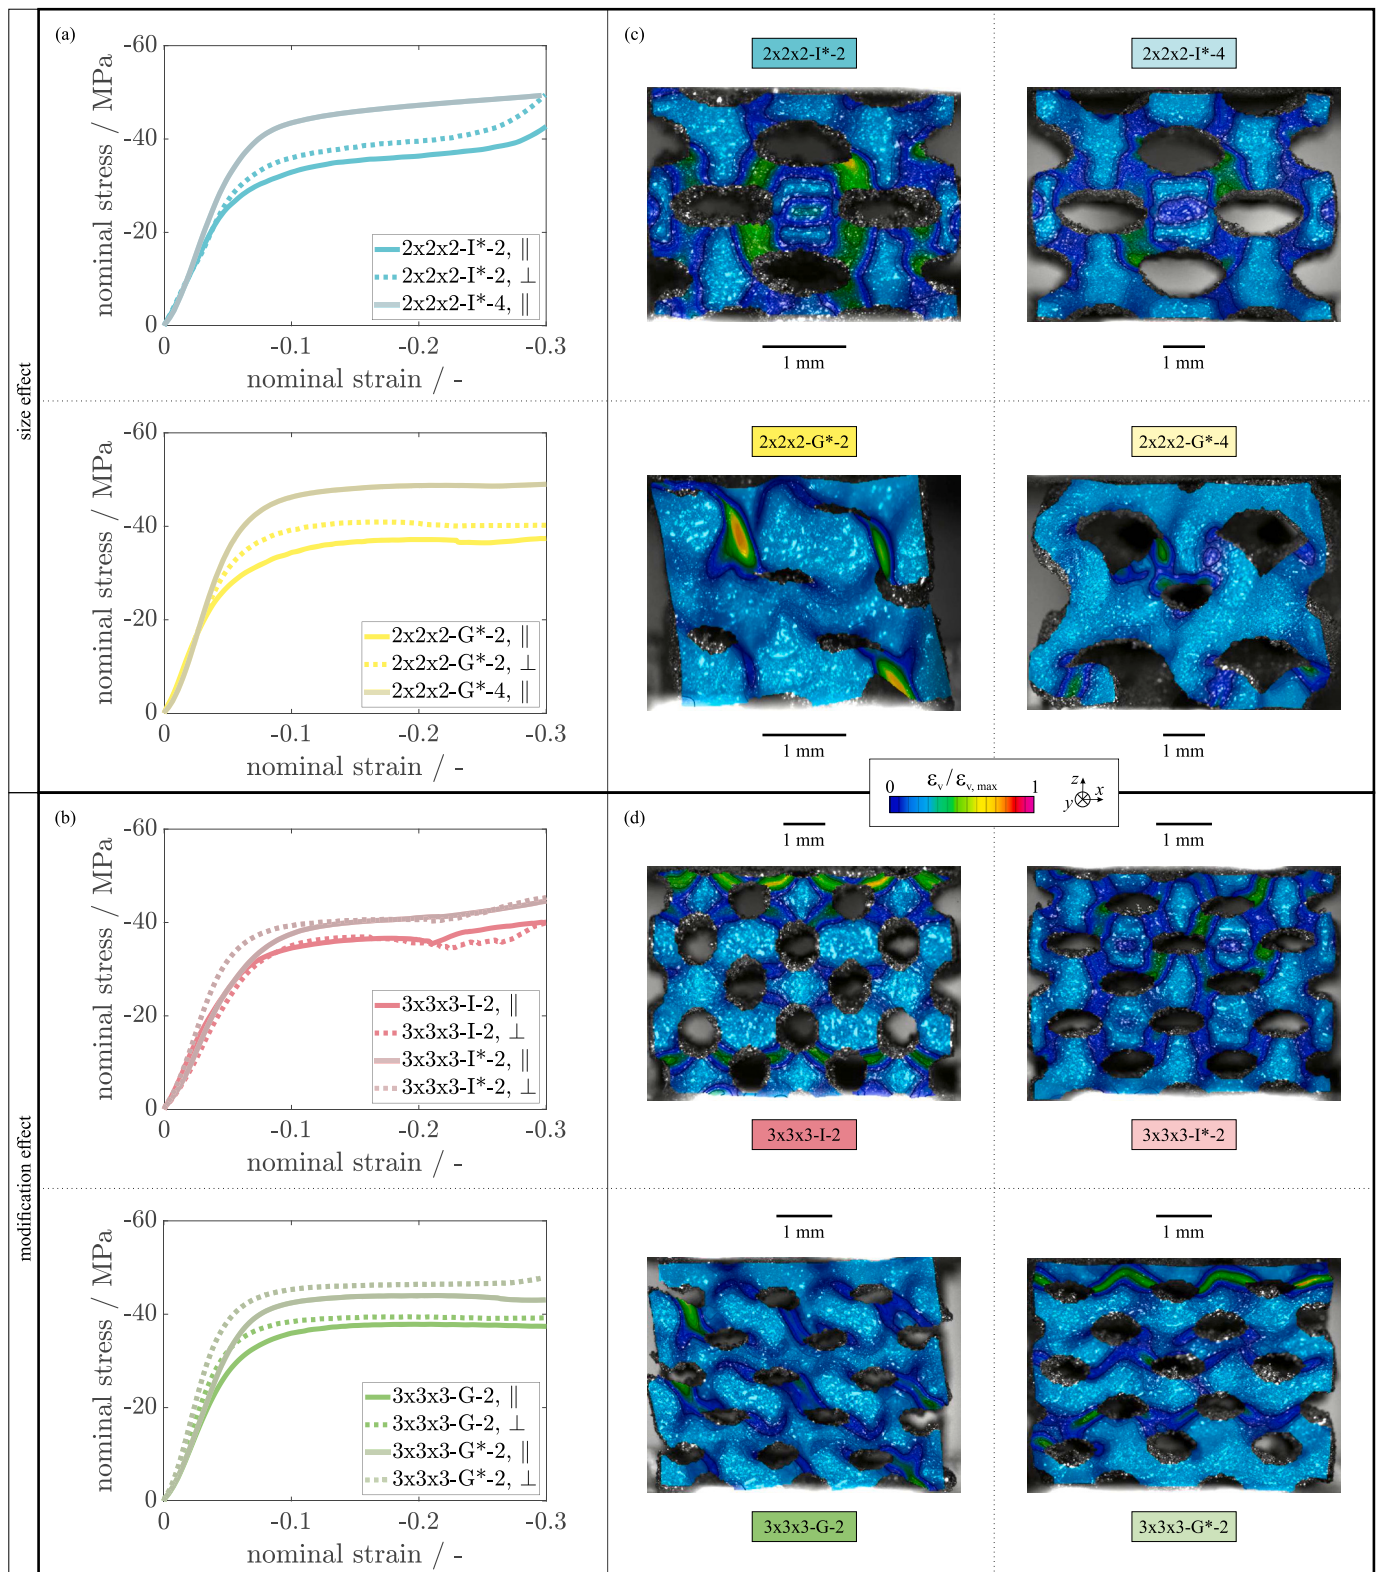 size effect
(a)
-60
-40
-20
0
nominal stress / MPa
2x2x2-I*-2, ||
2x2x2-I*-2, ⊥
2x2x2-I*-4, ||
0 -0.1 -0.2 -0.3
nominal strain / -
-60
-40
-20
0
nominal stress / MPa
2x2x2-G*-2, ||
2x2x2-G*-2, ⊥
2x2x2-G*-4, ||
0 -0.1 -0.2 -0.3
nominal strain / -
(c)
2x2x2-I*-2
2x2x2-I*-4
1 mm
1 mm
2x2x2-G*-2
2x2x2-G*-4
1 mm
1 mm
0 εv/εv, max 1
z
y x
modification effect
(b)
-60
-40
-20
0
nominal stress / MPa
3x3x3-I-2, ||
3x3x3-I-2, ⊥
3x3x3-I*-2, ||
3x3x3-I*-2, ⊥
0 -0.1 -0.2 -0.3
nominal strain / -
-60
-40
-20
0
nominal stress / MPa
3x3x3-G-2, ||
3x3x3-G-2, ⊥
3x3x3-G*-2, ||
3x3x3-G*-2, ⊥
0 -0.1 -0.2 -0.3
nominal strain / -
(d)
1 mm
1 mm
3x3x3-I-2
3x3x3-I*-2
1 mm
1 mm
3x3x3-G-2
3x3x3-G*-2